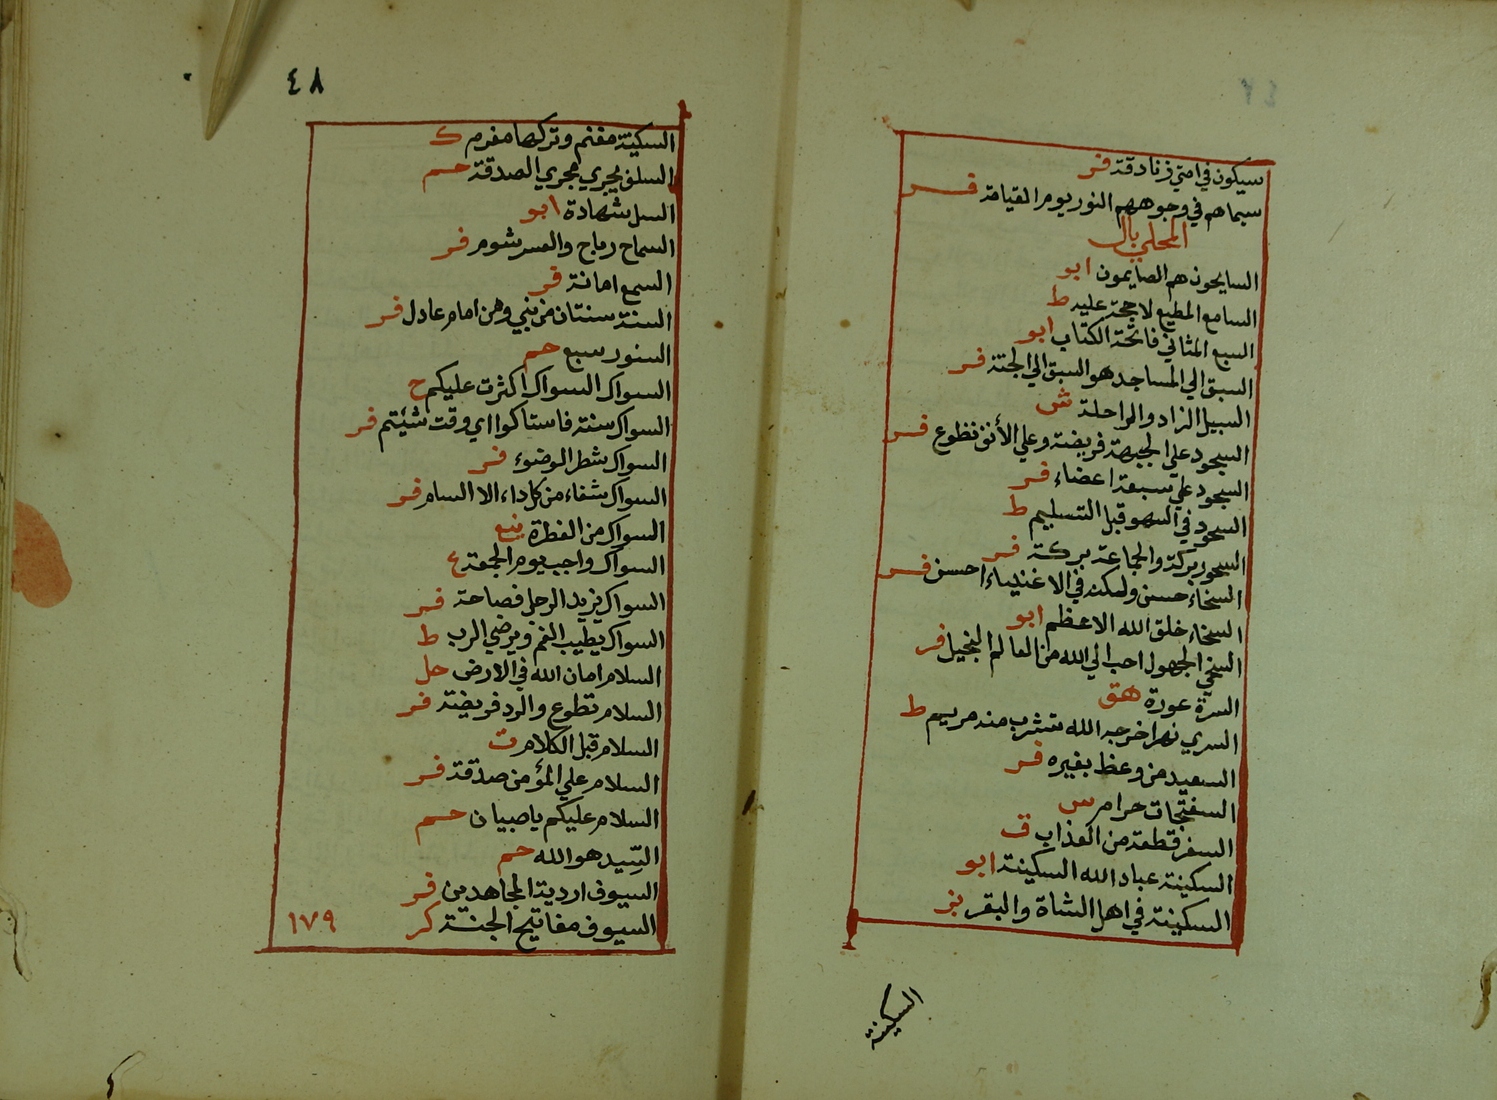 سيكون في امتي زنادقة فر
سيماهم في وجوههم النور يوم القيامة فر
المحلي بال
السايحون هم الصايمون ابو
السامع المطيع لا حجة عليه ط
السبع المثاني فاتحة الكتاب ابو
السبق الي المساجد هو السبق الي الجنة فر
السبيل الزاد والراحلة ش
السجود علي الجبهة فريضة وعلي الأنف تطوع فر
السجود علي سبعة اعضاء فر
السجود في السهو قبل التسليم ط
السحور بركة والجماعة بركة فر
السخاء حسن ولكنه في الاغنياء احسن فر
السخاء خلق الله الاعظم ابو
السخي الجهول احب الي الله من العالم البخيل فر
السرة عورة هق
السري نهر اخرجه الله تشرب منه مريم ط
السعيد من وعظ بغيره فر
السفتجات حرام س
السفر قطعة من العذاب ق
السكينة عباد الله السكينة ابو
السكينة في اهل الشاة والبقر بز
السكينة
٤٨
السكينة مغنم وتركها مغرم ك
السلف يجري مجري الصدقة حم
السل شهادة ابو
السماح رباح والعسر شوم فر
السمع امانة فر
السنة سنتان من نبي ومن امام عادل فر
السنور سبع حم
السواك السواك اكثرت عليكم ح
السواك سنة فاستاكوا اي وقت شيئتم فر
السواك شطر الوضوء فر
السواك شفاء من كل داء الا السام فر
السواك من الفطرة نع
السواك واجب يوم الجمعة ع
السواك يزيد الرجل فصاحة فر
السواك يطيب الفم ويرضي الرب ط
السلام امان الله في الارض حل
السلام تطوع والرد فريضة فر
السلام قبل الكلام ت
السلام علي المؤمن صدقة فر
السلام عليكم يا صبيان حم
السيد هو الله حم
السيوف اردية المجاهدين فر
السيوف مفاتيح الجنة كر ١٧٩